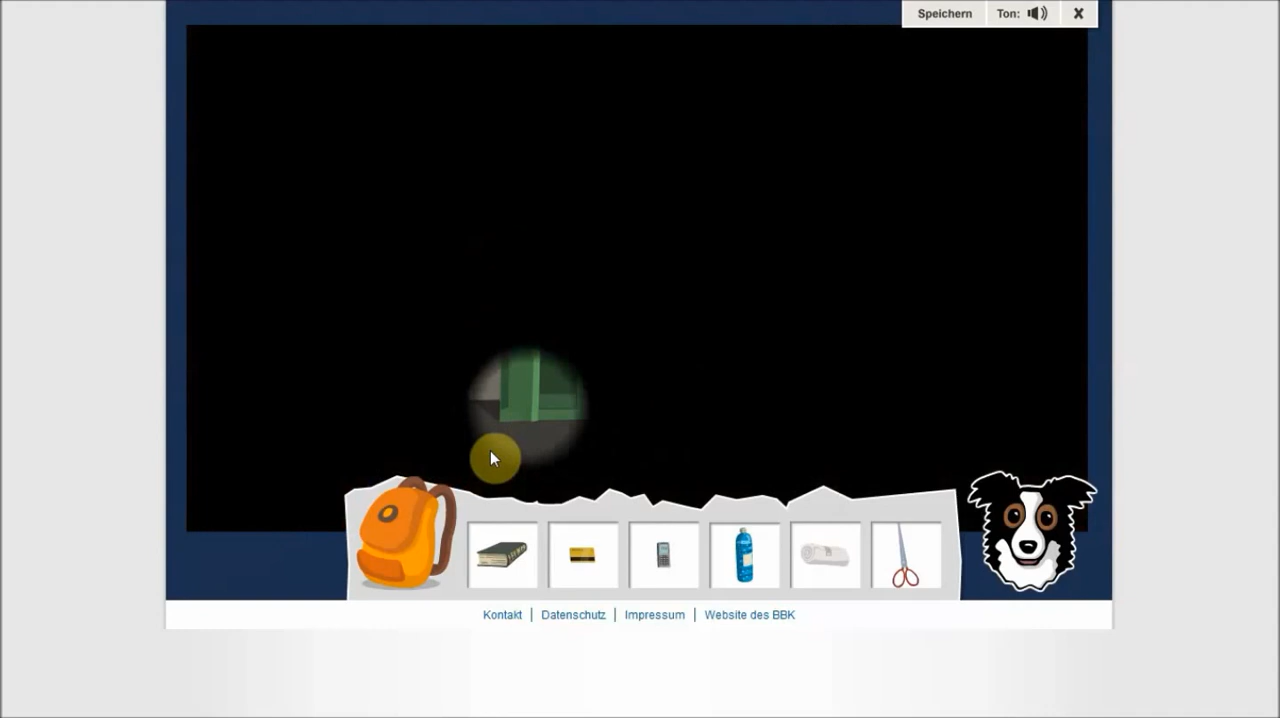 Speichern Ton: X
Kontakt | Datenschutz | Impressum | Website des BBK